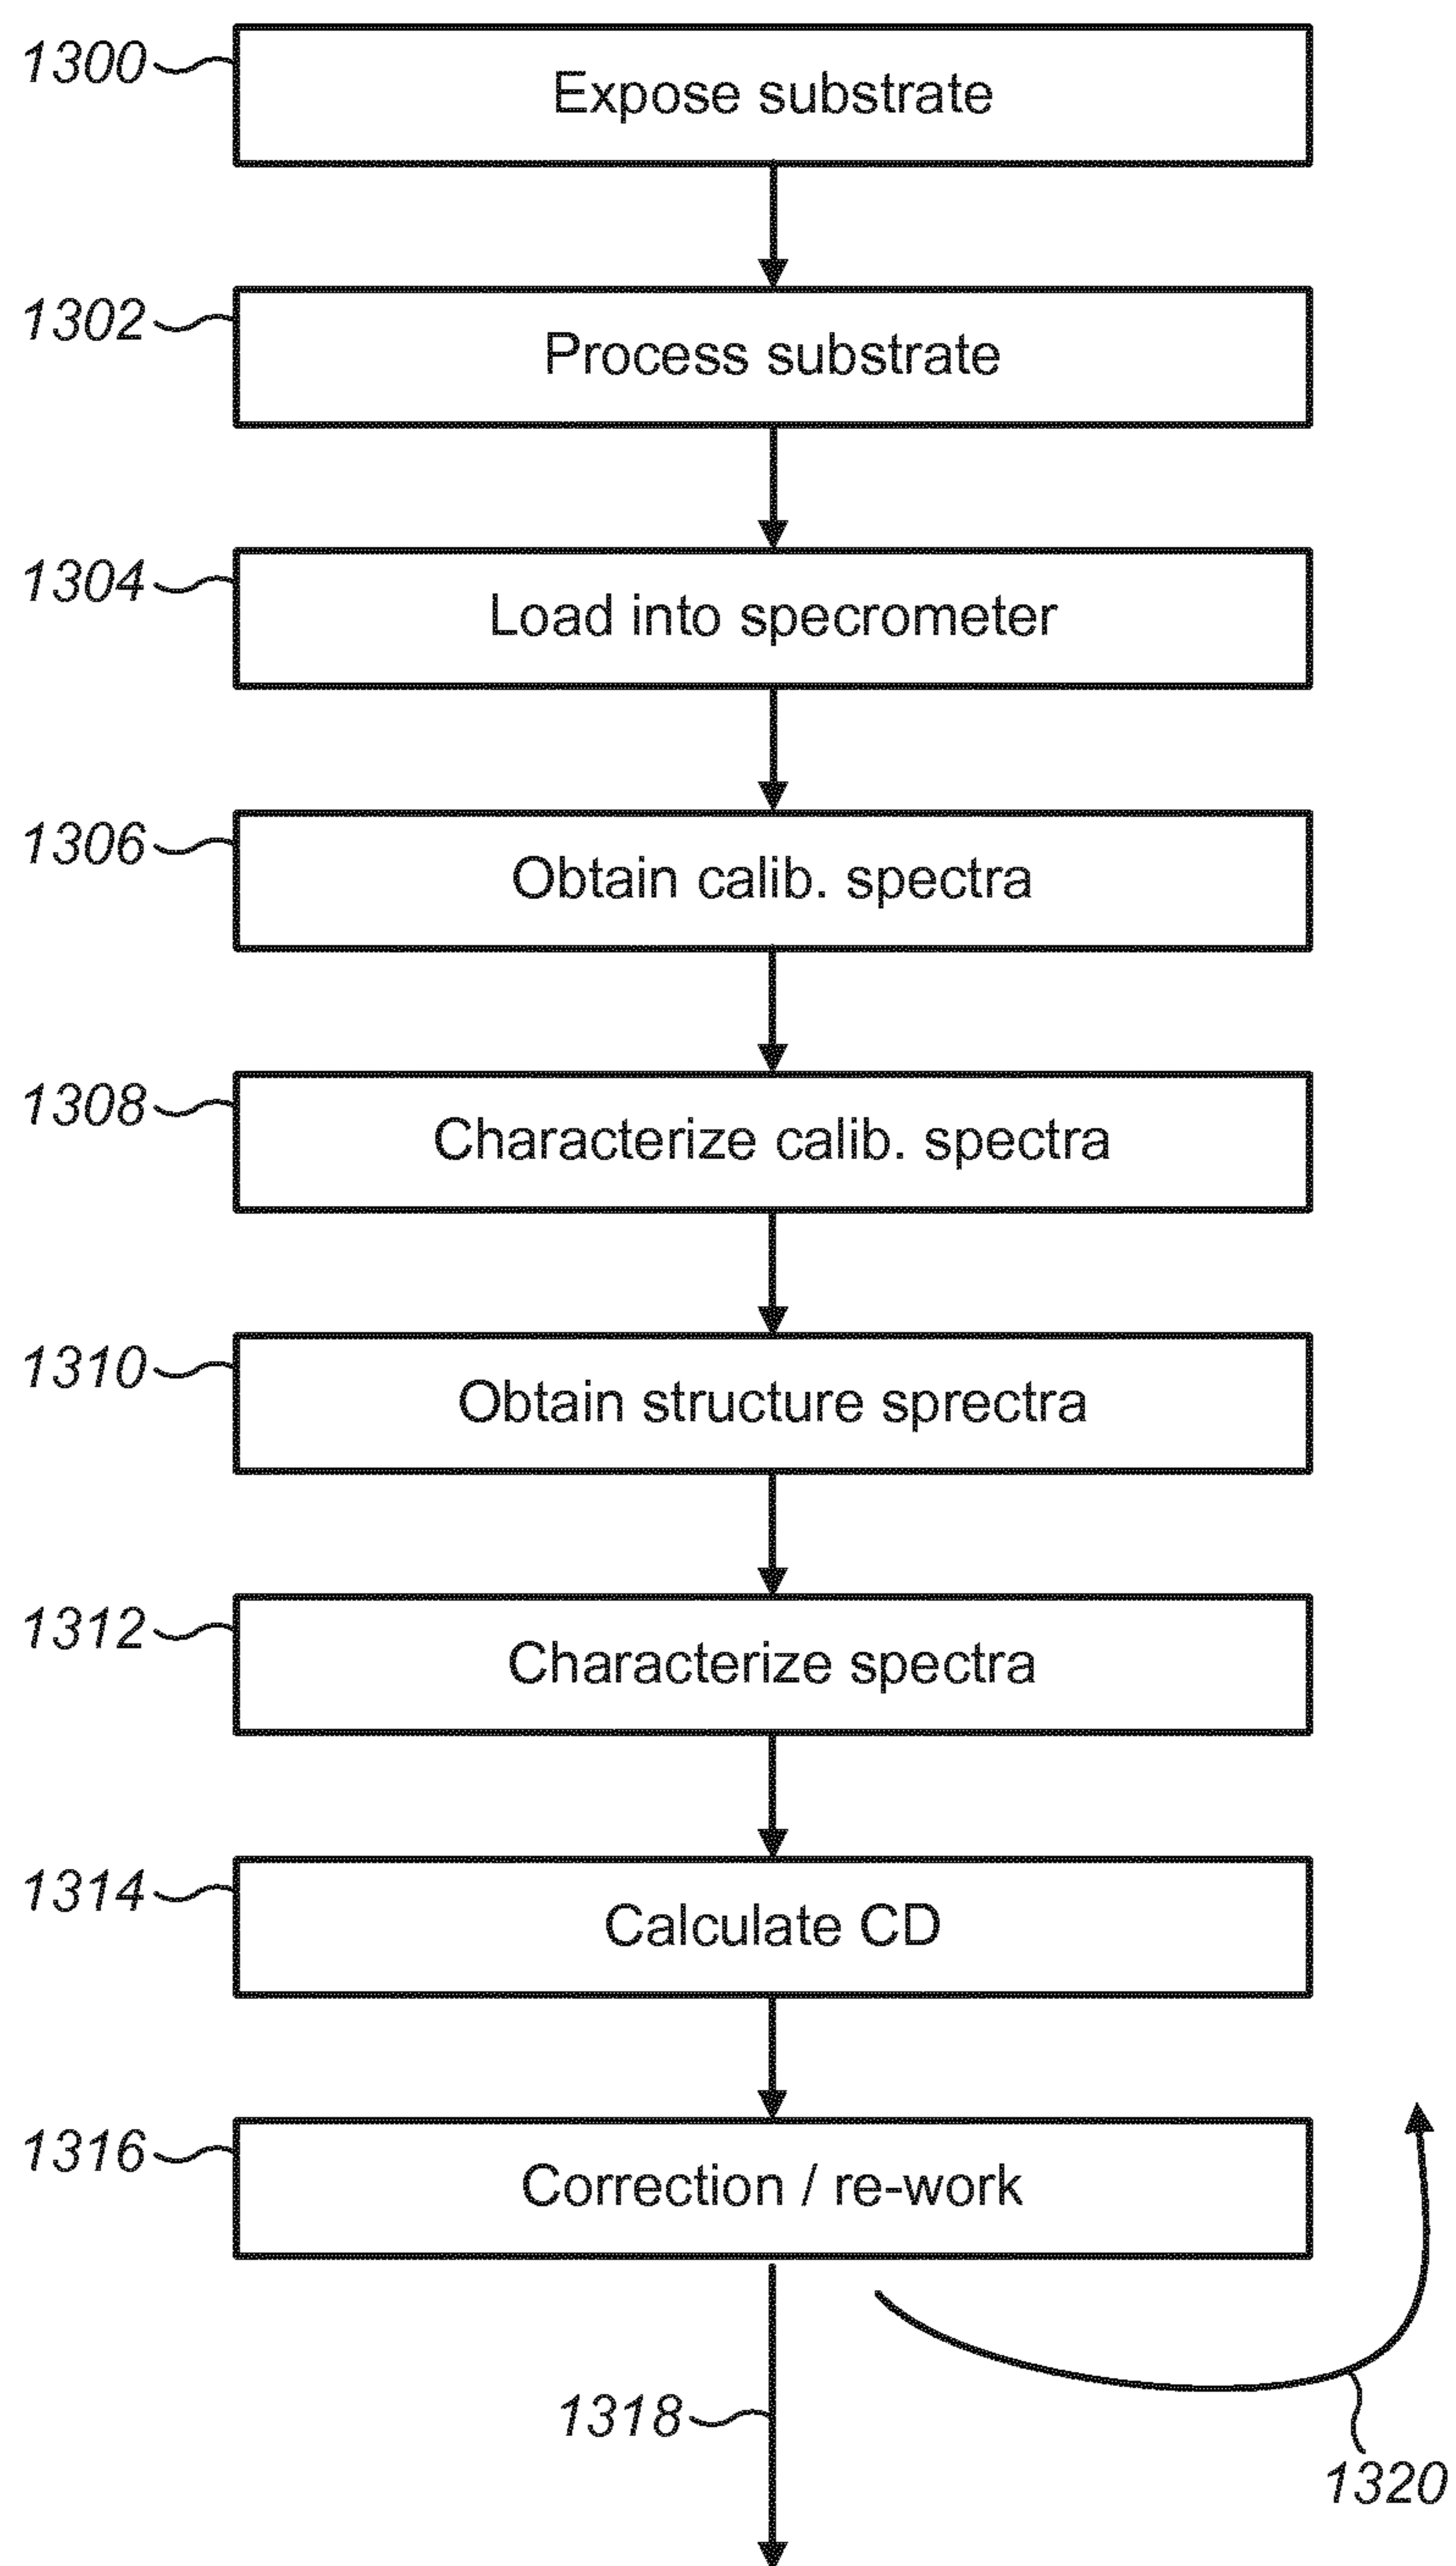 1300
Expose substrate
1302
Process substrate
1304
Load into specrometer
1306
Obtain calib. spectra
1308
Characterize calib. spectra
1310
Obtain structure sprectra
1312
Characterize spectra
1314
Calculate CD
1316
Correction / re-work
1318
1320